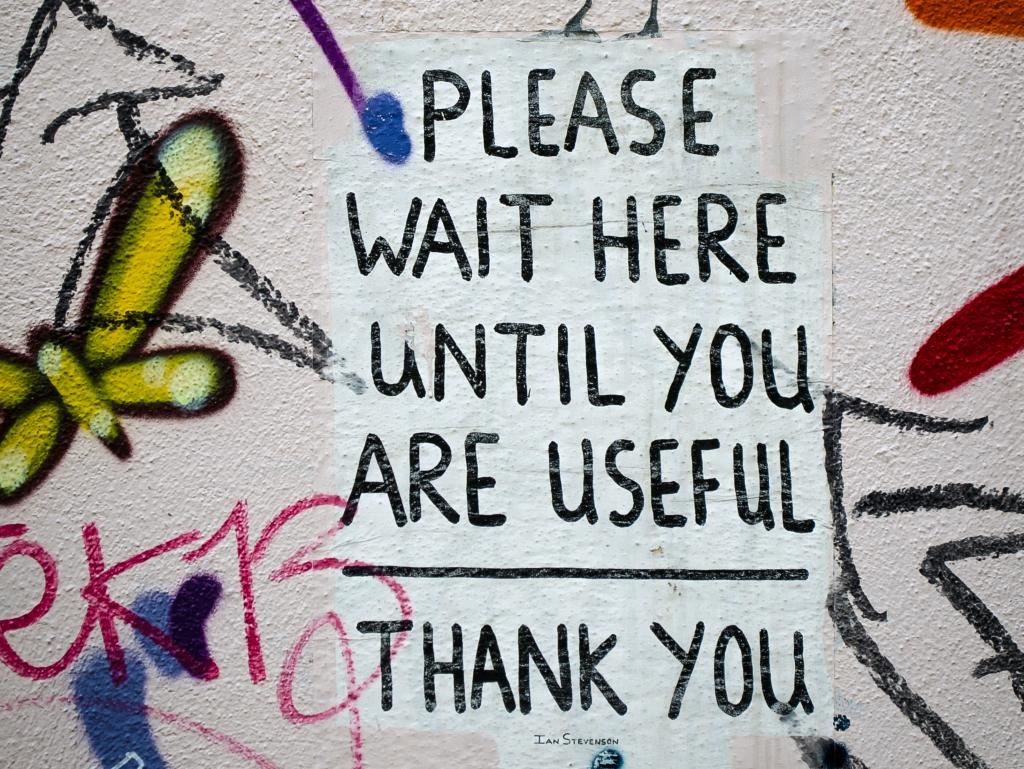 PLEASE
WAIT HERE
UNTIL YOU
ARE USEFUL
THANK YOU
IAN STEVENSON